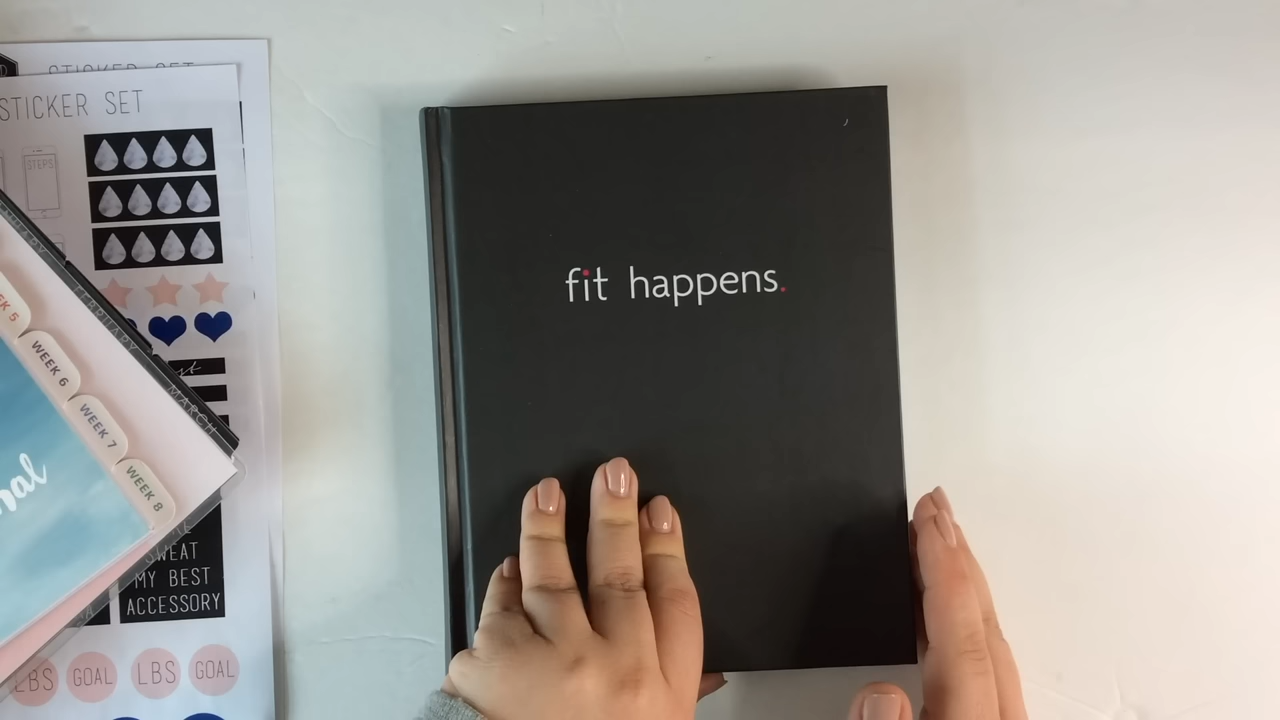 STICKER SET
STICKER SET
STEPS
fit happens.
FEBRUARY
MARCH
WEEK 5
WEEK 6
WEEK 7
WEEK 8
SWEAT
MY BEST
ACCESSORY
LBS GOAL LBS GOAL